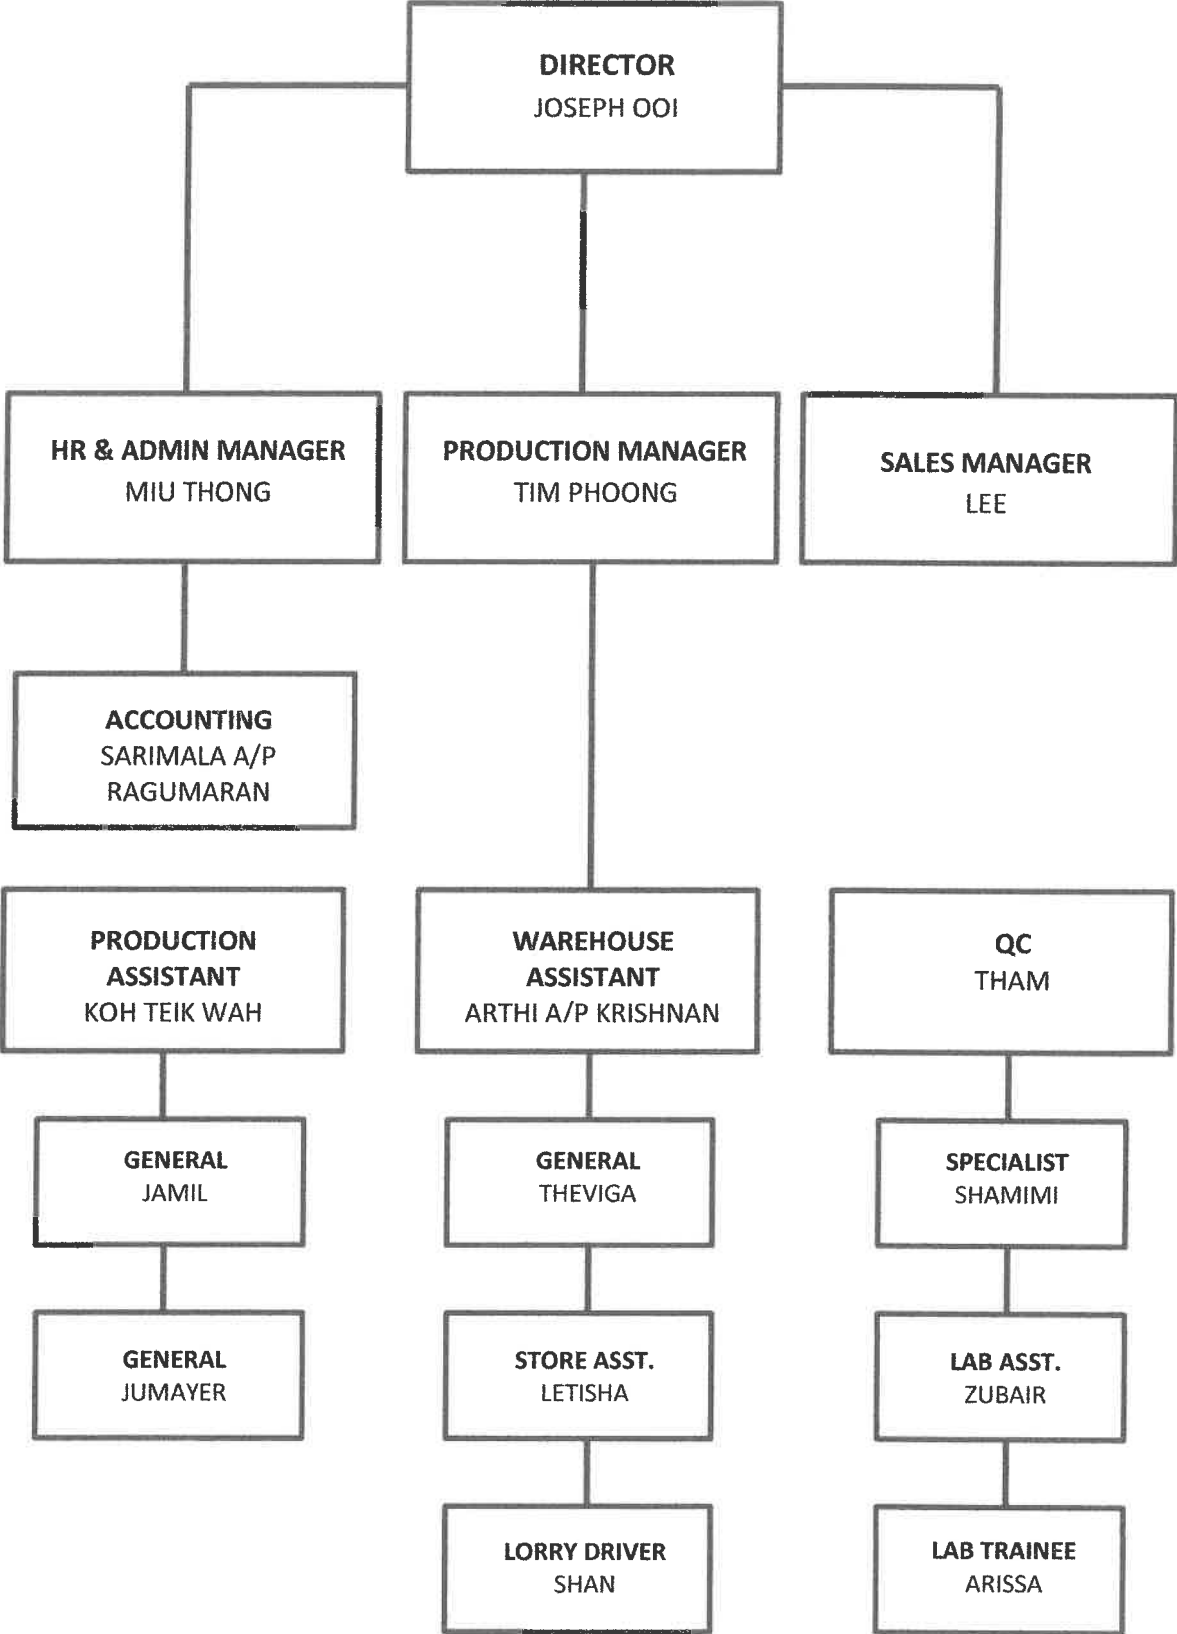 DIRECTOR
JOSEPH OOI
HR & ADMIN MANAGER
MIU THONG
PRODUCTION MANAGER
TIM PHOONG
SALES MANAGER
LEE
ACCOUNTING
SARIMALA A/P
RAGUMARAN
PRODUCTION
ASSISTANT
KOH TEIK WAH
WAREHOUSE
ASSISTANT
ARTHI A/P KRISHNAN
QC
THAM
GENERAL
JAMIL
GENERAL
THEVIGA
SPECIALIST
SHAMIMI
GENERAL
JUMAYER
STORE ASST.
LETISHA
LAB ASST.
ZUBAIR
LORRY DRIVER
SHAN
LAB TRAINEE
ARISSA